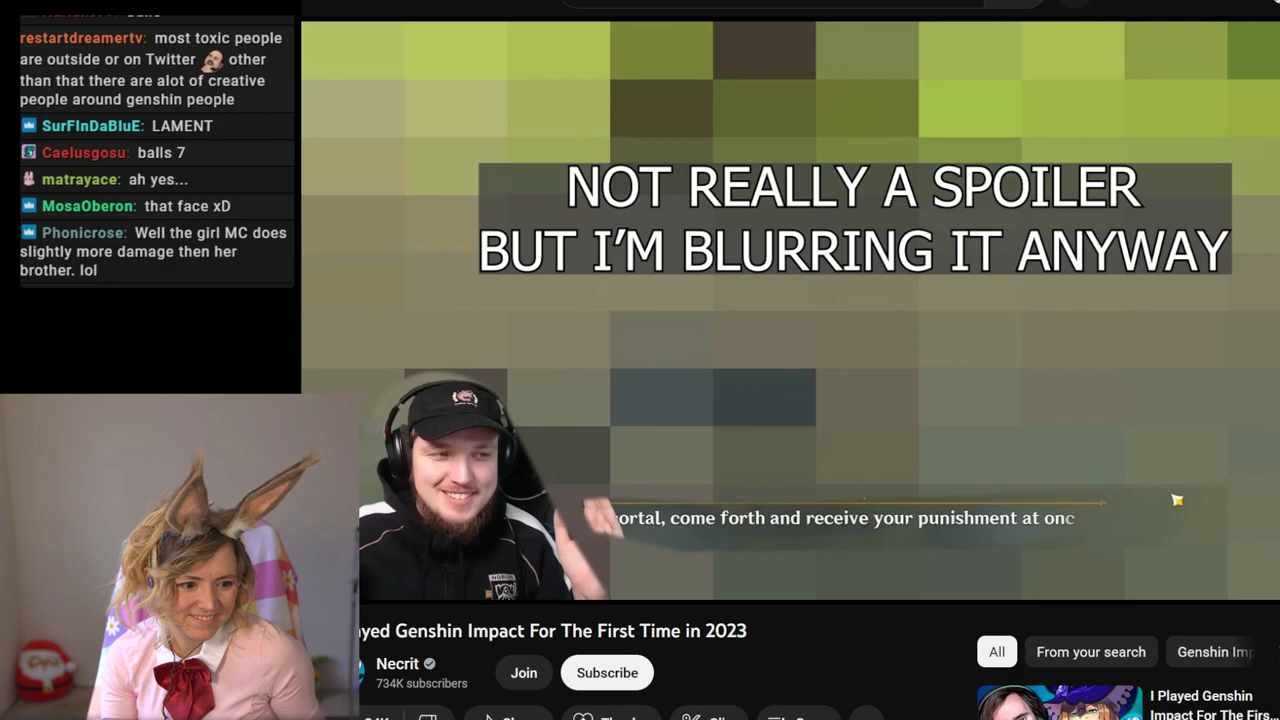 restartdreamertv: most toxic people
are outside or on Twitter other
than that there are alot of creative
people around genshin people
SurFInDaBluE: LAMENT
Caelusgosu: balls 7
matrayace: ah yes...
MosaOberon: that face xD
Phonicrose: Well the girl MC does
slightly more damage then her
brother. lol
NOT REALLY A SPOILER
BUT I'M BLURRING IT ANYWAY
ortal, come forth and receive your punishment at onc
WORLDS
ayed Genshin Impact For The First Time in 2023
Necrit
734K subscribers
Join
Subscribe
All
From your search
Genshin Imp
I Played Genshin
Impact For The Firs